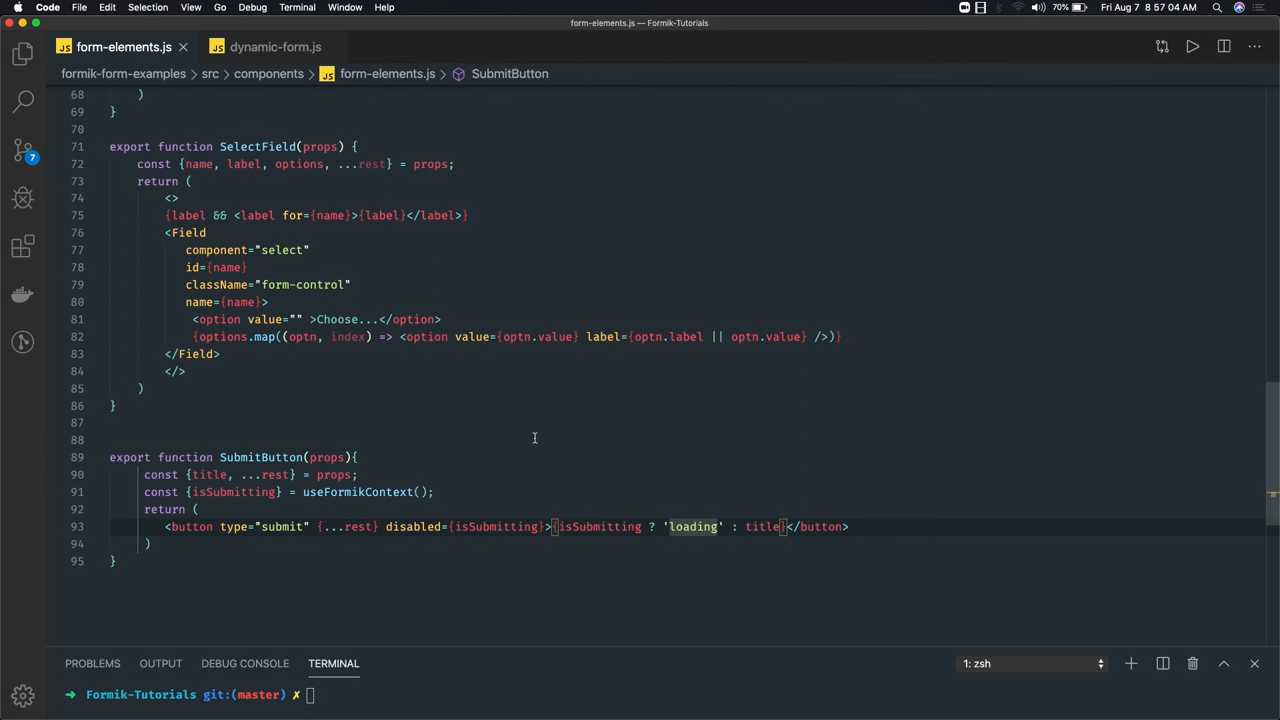 Code File Edit Selection View Go Debug Terminal Window Help 70% Fri Aug 7 8 57 04 AM
form-elements.js — Formik-Tutorials
JS form-elements.js JS dynamic-form.js
formik-form-examples > src > components > JS form-elements.js > SubmitButton
68 )
69 }
70
71 export function SelectField(props) {
72 const {name, label, options, ...rest} = props;
73 return (
74 <>
75 {label && <label for={name}>{label}</label>}
76 <Field
77 component="select"
78 id={name}
79 className="form-control"
80 name={name}>
81 <option value="" >Choose...</option>
82 {options.map((optn, index) => <option value={optn.value} label={optn.label || optn.value} />)}
83 </Field>
84 </>
85 )
86 }
87
88
89 export function SubmitButton(props){
90 const {title, ...rest} = props;
91 const {isSubmitting} = useFormikContext();
92 return (
93 <button type="submit" {...rest} disabled={isSubmitting}>{isSubmitting ? 'loading' : title}</button>
94 )
95 }
7
PROBLEMS OUTPUT DEBUG CONSOLE TERMINAL 1: zsh
➜ Formik-Tutorials git:(master) ✗